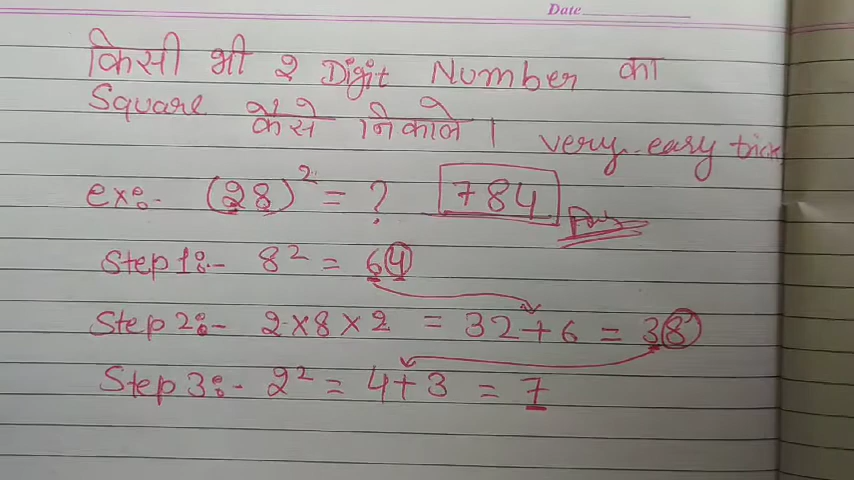 Date
किसी भी 2 Digit Number का
Square कैसे निकाले । very easy trick
ex:- (28)² = ? 784
Step 1:- 8² = 64
Step 2:- 2×8×2 = 32+6 = 38
Step 3:- 2² = 4+3 = 7